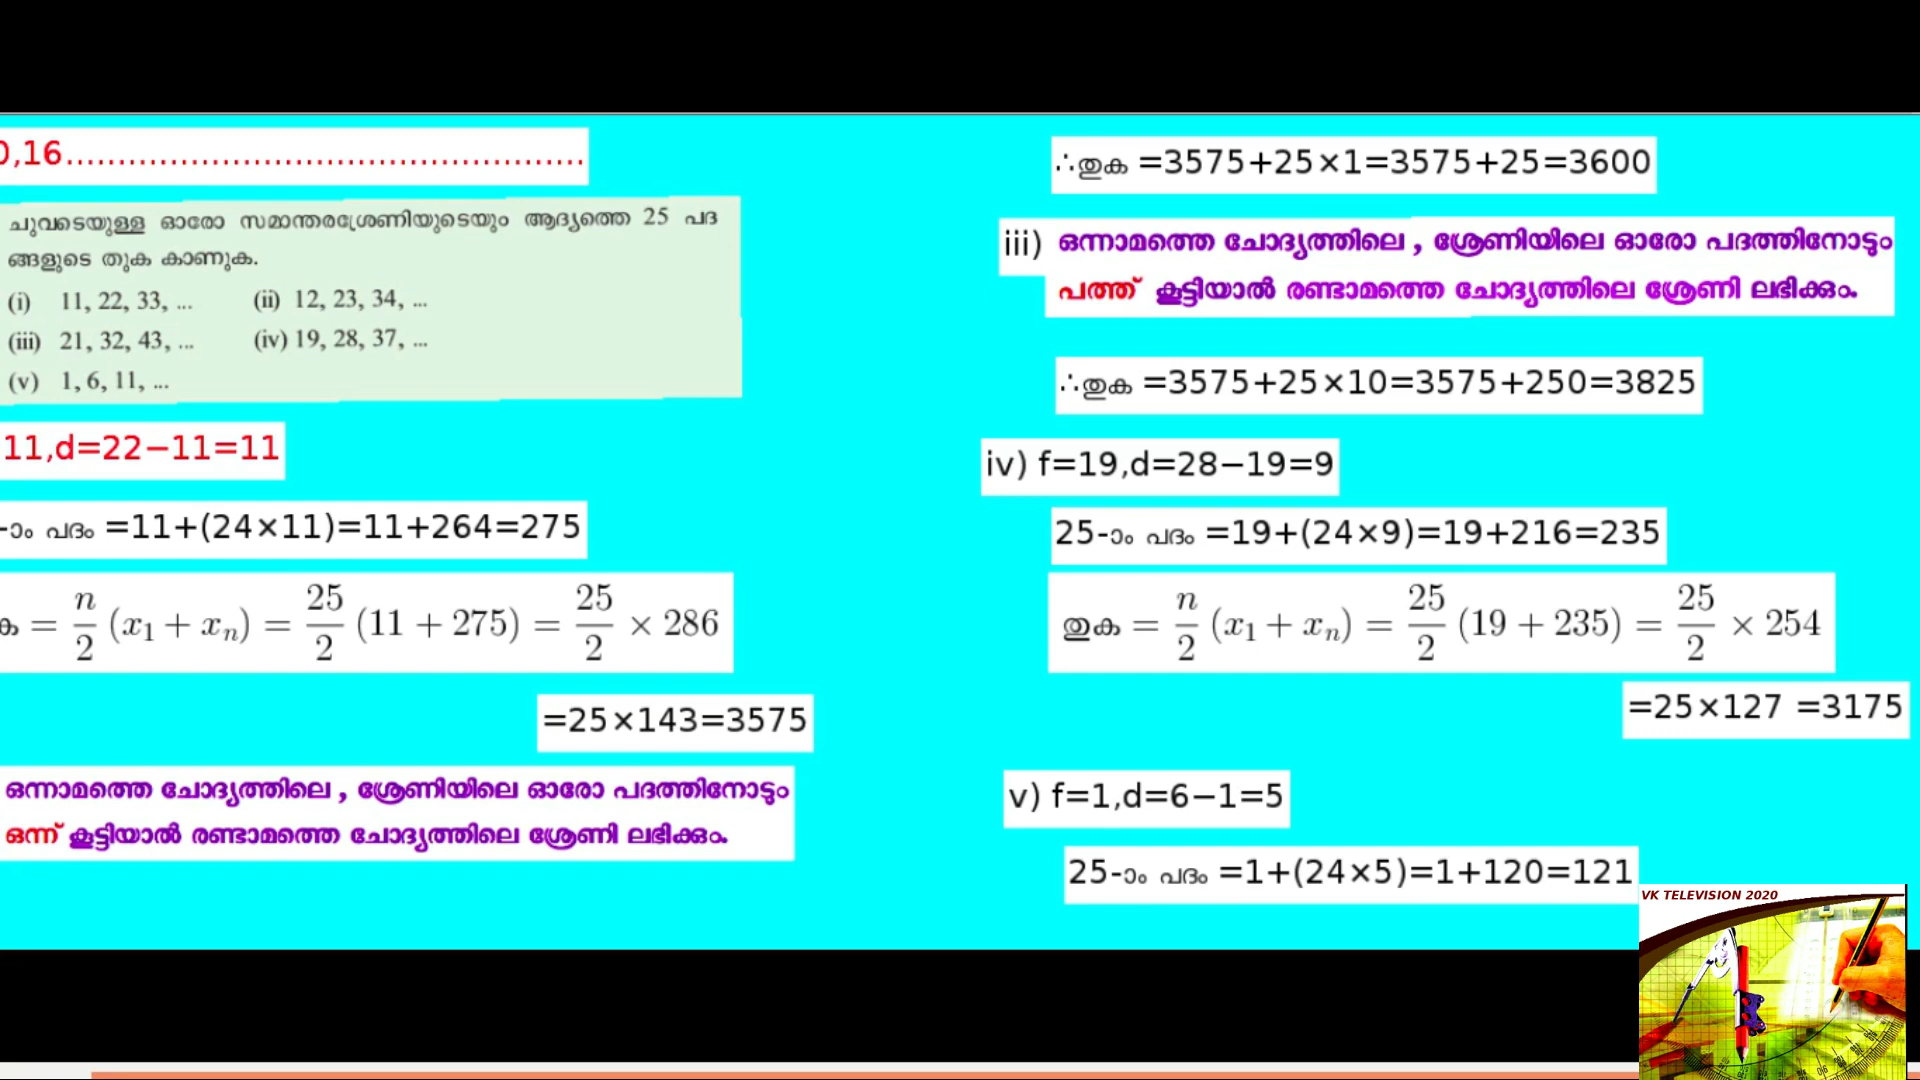 0,16..................................................
ചുവടെയുള്ള ഓരോ സമാന്തരശ്രേണിയുടെയും ആദ്യത്തെ 25 പദ
ങ്ങളുടെ തുക കാണുക.
(i) 11, 22, 33, ... (ii) 12, 23, 34, ...
(iii) 21, 32, 43, ... (iv) 19, 28, 37, ...
(v) 1, 6, 11, ...
11,d=22−11=11
-ാം പദം =11+(24×11)=11+264=275
ക = n/2 (x₁ + xₙ) = 25/2 (11 + 275) = 25/2 × 286
=25×143=3575
ഒന്നാമത്തെ ചോദ്യത്തിലെ , ശ്രേണിയിലെ ഓരോ പദത്തിനോടും
ഒന്ന് കൂട്ടിയാൽ രണ്ടാമത്തെ ചോദ്യത്തിലെ ശ്രേണി ലഭിക്കും.
∴തുക =3575+25×1=3575+25=3600
iii) ഒന്നാമത്തെ ചോദ്യത്തിലെ , ശ്രേണിയിലെ ഓരോ പദത്തിനോടും
പത്ത് കൂട്ടിയാൽ രണ്ടാമത്തെ ചോദ്യത്തിലെ ശ്രേണി ലഭിക്കും.
∴തുക =3575+25×10=3575+250=3825
iv) f=19,d=28−19=9
25-ാം പദം =19+(24×9)=19+216=235
തുക = n/2 (x₁ + xₙ) = 25/2 (19 + 235) = 25/2 × 254
=25×127 =3175
v) f=1,d=6−1=5
25-ാം പദം =1+(24×5)=1+120=121
VK TELEVISION 2020